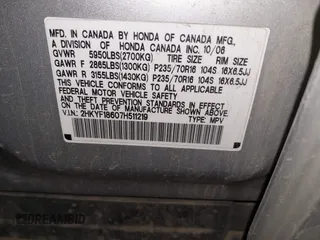 MFD. IN CANADA BY HONDA OF CANADA MFG.,
A DIVISION OF HONDA CANADA INC. 10/06
GVWR 5950LBS(2700KG) TIRE SIZE RIM SIZE
GAWR F 2865LBS(1300KG) P235/70R16 104S 16X6.5JJ
GAWR R 3155LBS(1430KG) P235/70R16 104S 16X6.5JJ
THIS VEHICLE CONFORMS TO ALL APPLICABLE
FEDERAL MOTOR VEHICLE SAFETY STANDARDS IN EFFECT
ON THE DATE OF MANUFACTURE SHOWN ABOVE.
V.I.N: 2HKYF18607H511219 TYPE: MPV
DREAMBID